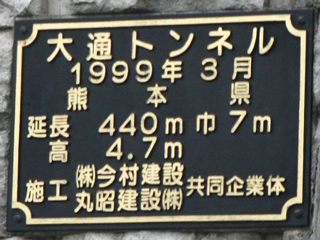 大通トンネル
1999年3月
熊本県
延長 440m 巾7m
高 4.7m
施工 ㈱今村建設 共同企業体
丸昭建設㈱